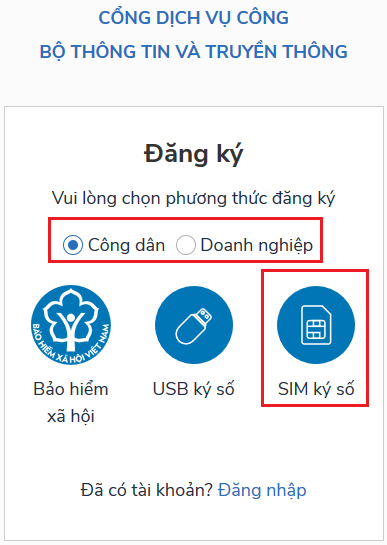 CỔNG DỊCH VỤ CÔNG
BỘ THÔNG TIN VÀ TRUYỀN THÔNG
Đăng ký
Vui lòng chọn phương thức đăng ký
Công dân Doanh nghiệp
BẢO HIỂM XÃ HỘI VIỆT NAM
Bảo hiểm xã hội
USB ký số
SIM ký số
Đã có tài khoản? Đăng nhập